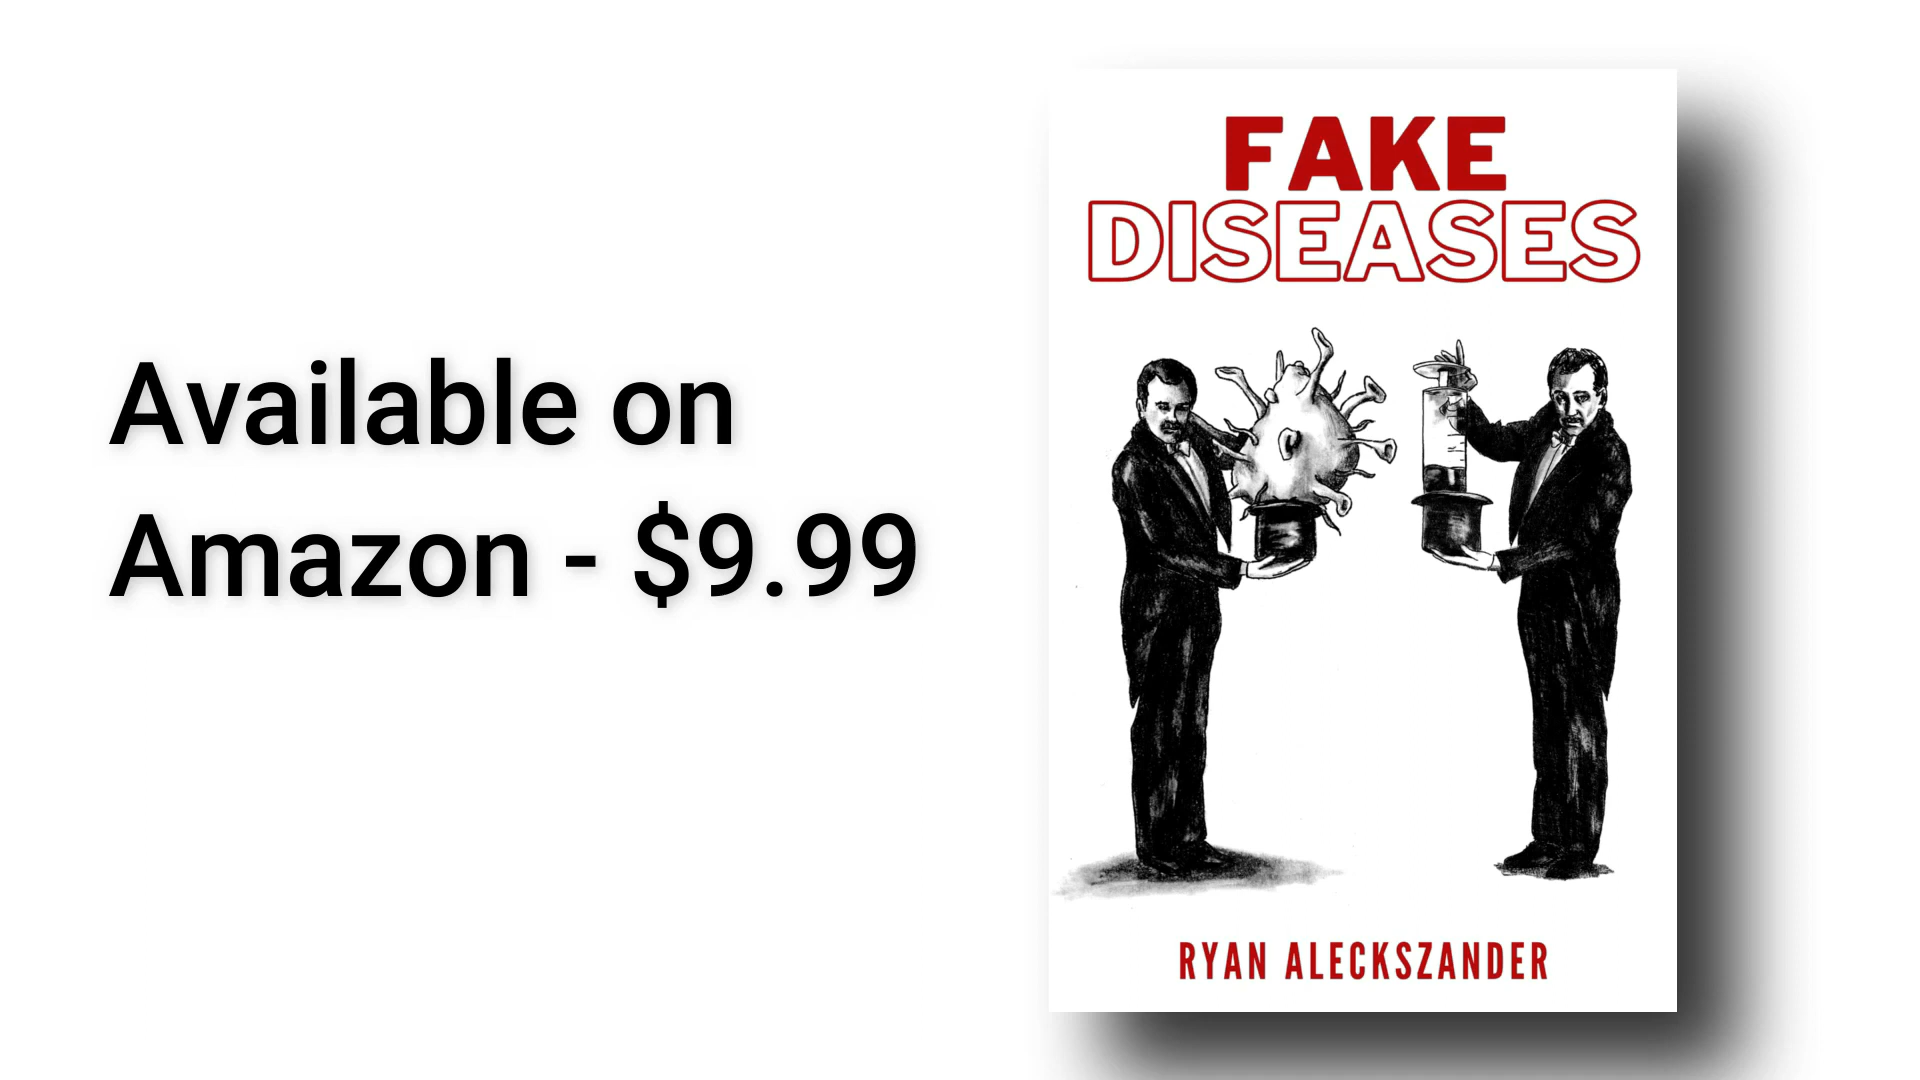 Available on
Amazon - $9.99
FAKE
DISEASES
RYAN ALECKSZANDER